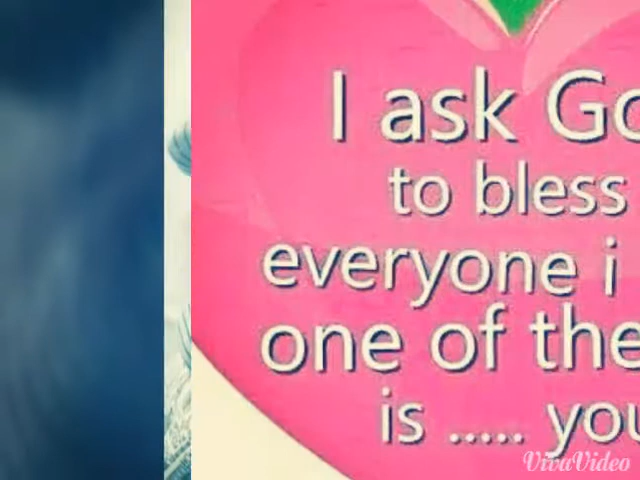 I ask Go
to bless
everyone i
one of the
is ..... you
VivaVideo